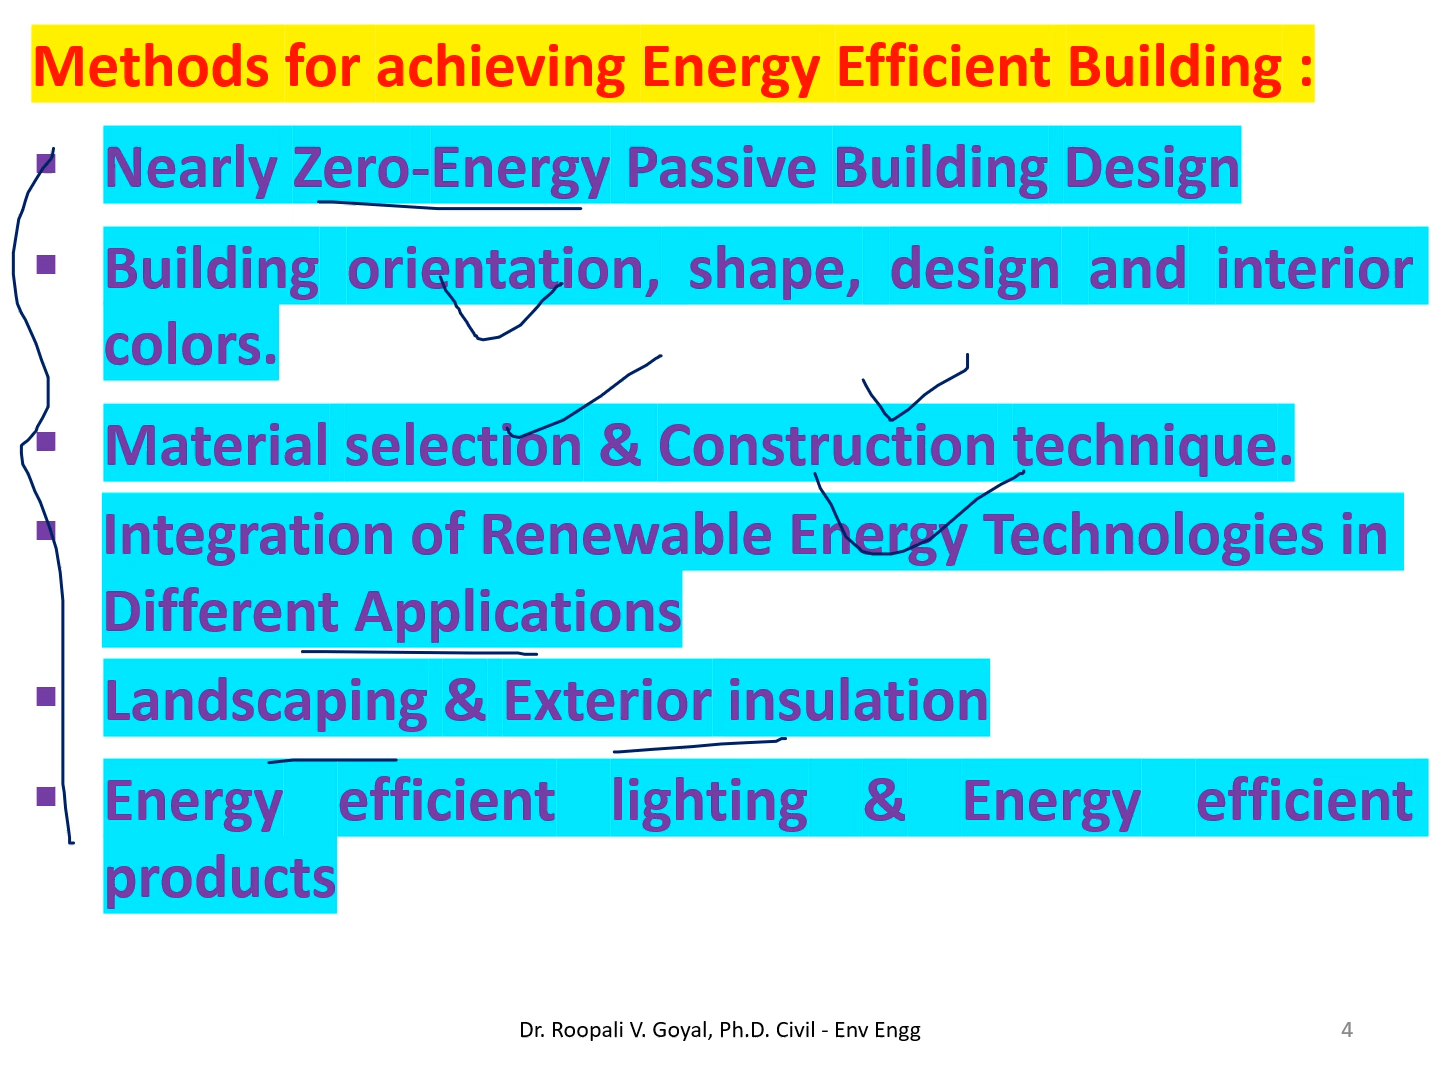 Methods for achieving Energy Efficient Building :
▪ Nearly Zero-Energy Passive Building Design
▪ Building orientation, shape, design and interior
colors.
▪ Material selection & Construction technique.
▪ Integration of Renewable Energy Technologies in
Different Applications
▪ Landscaping & Exterior insulation
▪ Energy efficient lighting & Energy efficient
products
Dr. Roopali V. Goyal, Ph.D. Civil - Env Engg
4